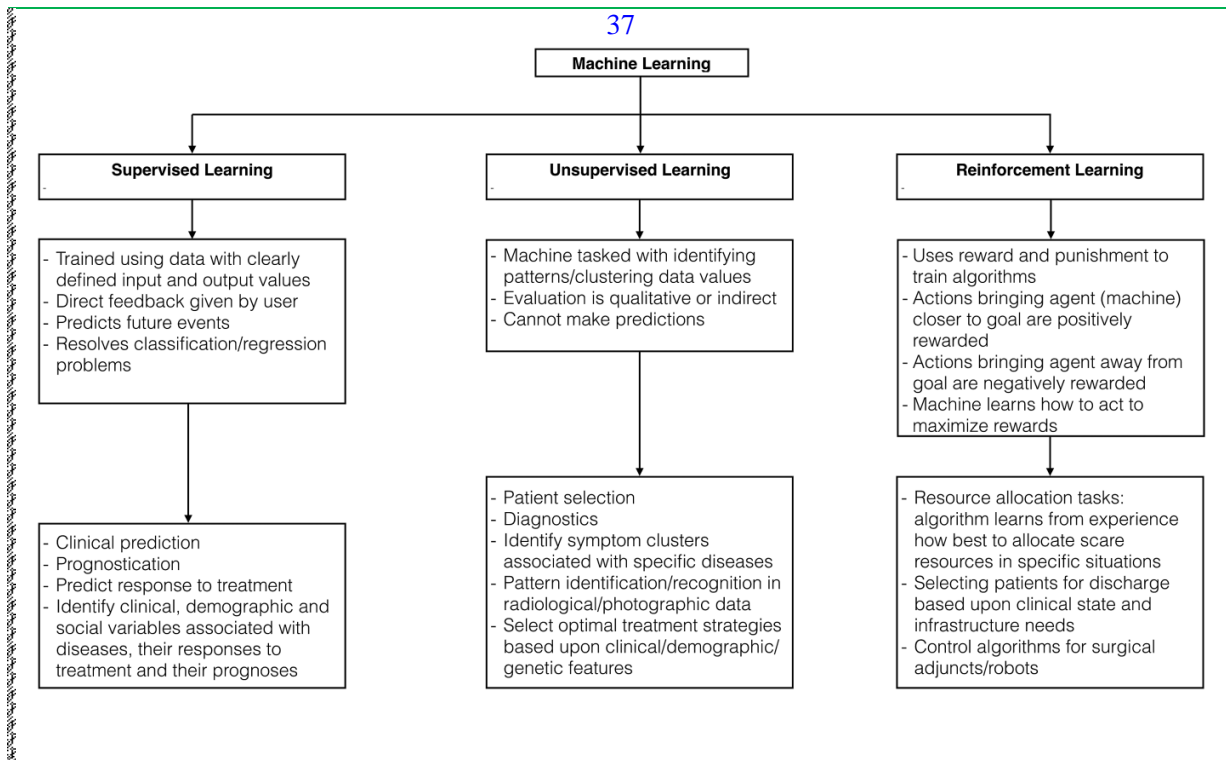 37
Machine Learning
Supervised Learning
-
Unsupervised Learning
-
Reinforcement Learning
-
- Trained using data with clearly
defined input and output values
- Direct feedback given by user
- Predicts future events
- Resolves classification/regression
problems
- Machine tasked with identifying
patterns/clustering data values
- Evaluation is qualitative or indirect
- Cannot make predictions
- Uses reward and punishment to
train algorithms
- Actions bringing agent (machine)
closer to goal are positively
rewarded
- Actions bringing agent away from
goal are negatively rewarded
- Machine learns how to act to
maximize rewards
- Clinical prediction
- Prognostication
- Predict response to treatment
- Identify clinical, demographic and
social variables associated with
diseases, their responses to
treatment and their prognoses
- Patient selection
- Diagnostics
- Identify symptom clusters
associated with specific diseases
- Pattern identification/recognition in
radiological/photographic data
- Select optimal treatment strategies
based upon clinical/demographic/
genetic features
- Resource allocation tasks:
algorithm learns from experience
how best to allocate scare
resources in specific situations
- Selecting patients for discharge
based upon clinical state and
infrastructure needs
- Control algorithms for surgical
adjuncts/robots